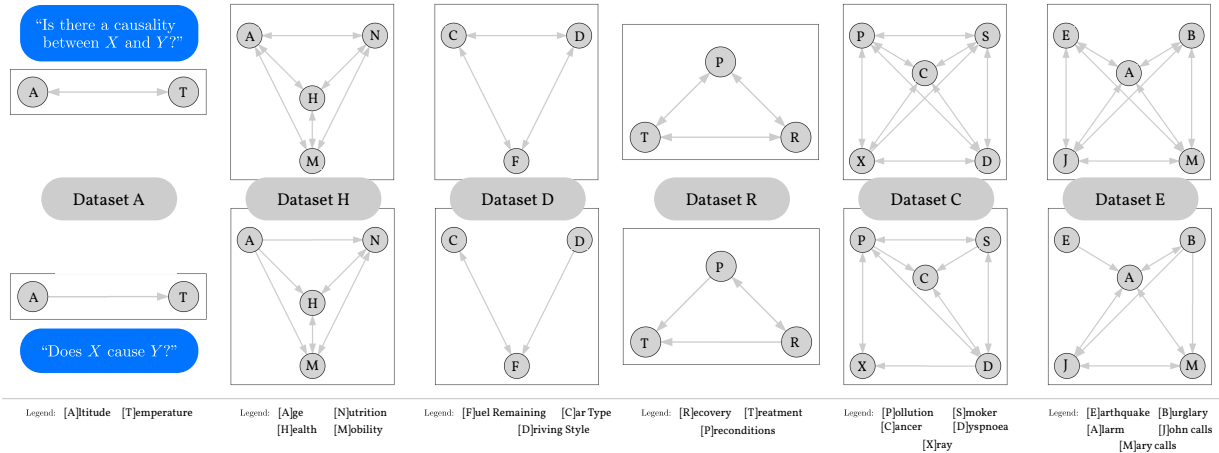 “Is there a causality
between X and Y?”
A T
A N
H
M
C D
F
P
T R
P S
C
X D
E B
A
J M
Dataset A
Dataset H
Dataset D
Dataset R
Dataset C
Dataset E
A T
“Does X cause Y?”
A N
H
M
C D
F
P
T R
P S
C
X D
E B
A
J M
Legend: [A]ltitude [T]emperature
Legend: [A]ge [N]utrition
[H]ealth [M]obility
Legend: [F]uel Remaining [C]ar Type
[D]riving Style
Legend: [R]ecovery [T]reatment
[P]reconditions
Legend: [P]ollution [S]moker
[C]ancer [D]yspnoea
[X]ray
Legend: [E]arthquake [B]urglary
[A]larm [J]ohn calls
[M]ary calls